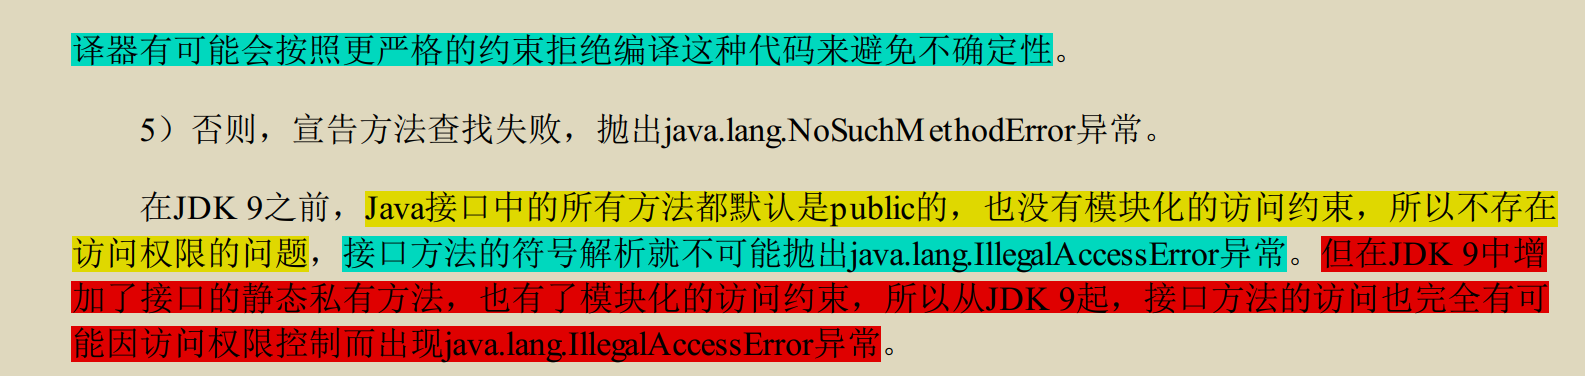 译器有可能会按照更严格的约束拒绝编译这种代码来避免不确定性。
5）否则，宣告方法查找失败，抛出java.lang.NoSuchMethodError异常。
在JDK 9之前，Java接口中的所有方法都默认是public的，也没有模块化的访问约束，所以不存在
访问权限的问题，接口方法的符号解析就不可能抛出java.lang.IllegalAccessError异常。但在JDK 9中增
加了接口的静态私有方法，也有了模块化的访问约束，所以从JDK 9起，接口方法的访问也完全有可
能因访问权限控制而出现java.lang.IllegalAccessError异常。